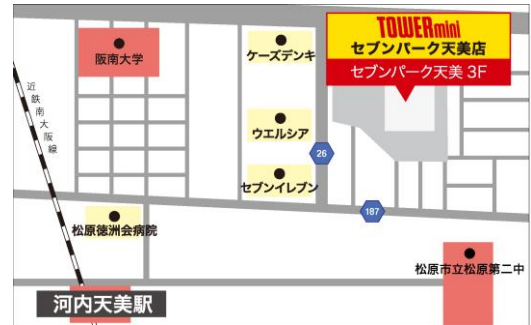 TOWERmini
セブンパーク天美店
セブンパーク天美 3F
阪南大学
ケーズデンキ
近鉄南大阪線
ウエルシア
26
セブンイレブン
187
松原徳洲会病院
松原市立松原第二中
河内天美駅